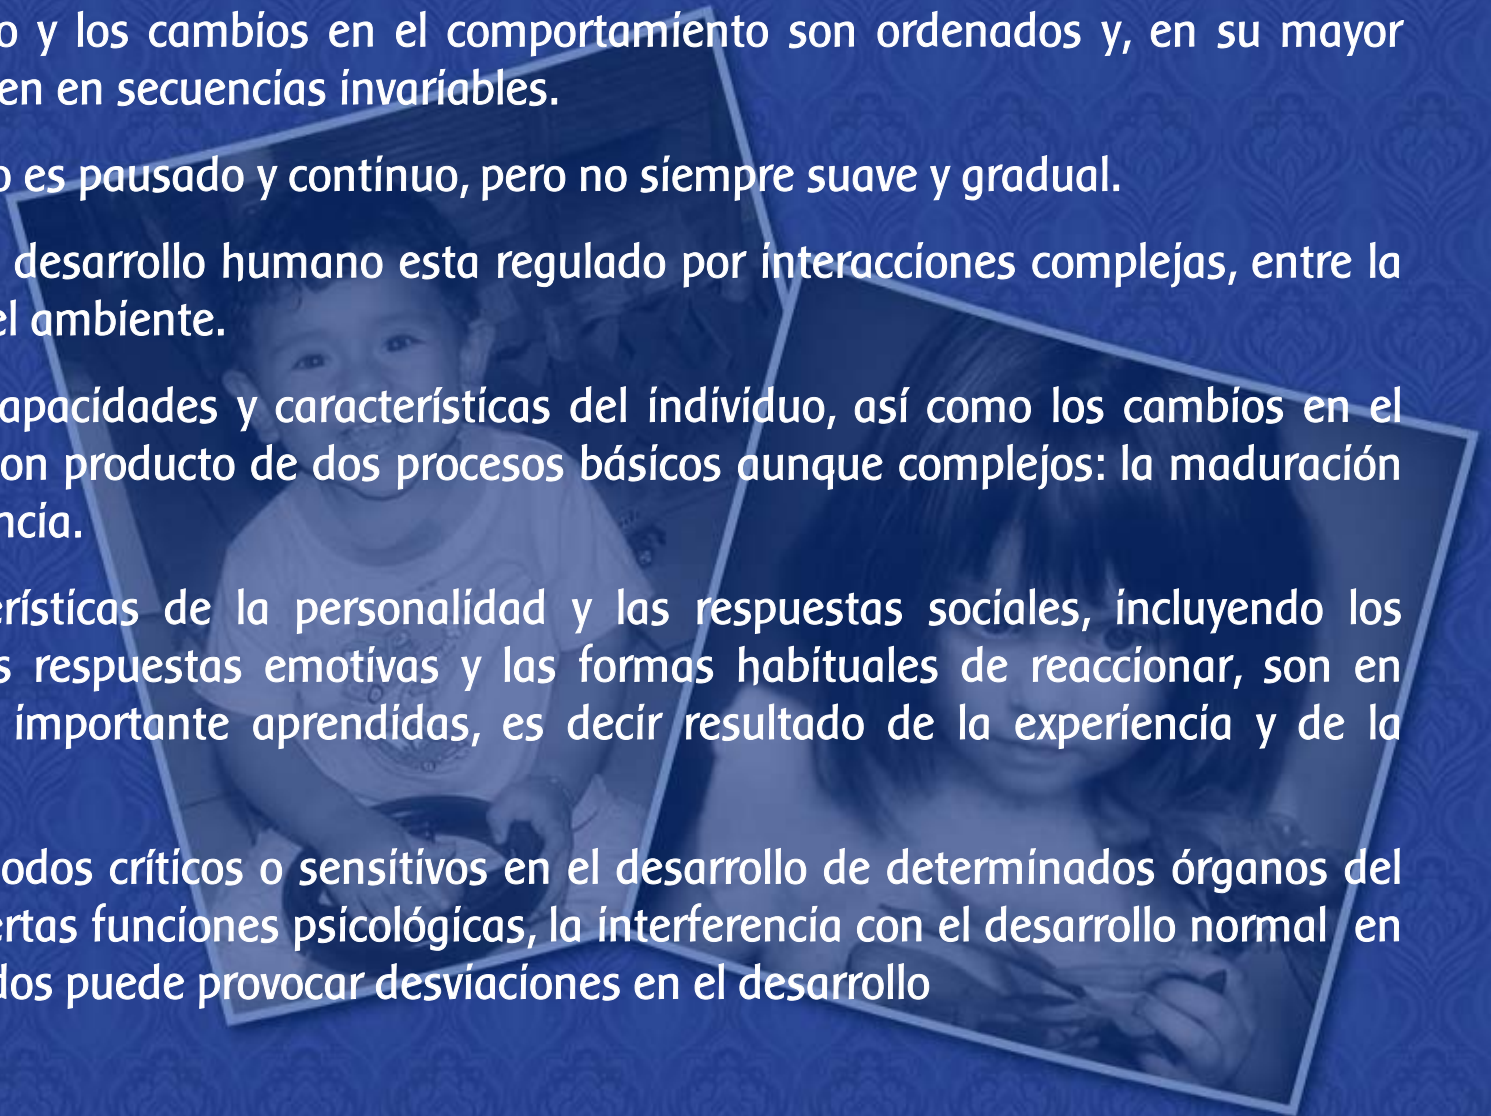 o y los cambios en el comportamiento son ordenados y, en su mayor
en en secuencias invariables.
o es pausado y continuo, pero no siempre suave y gradual.
desarrollo humano esta regulado por interacciones complejas, entre la
el ambiente.
apacidades y características del individuo, así como los cambios en el
on producto de dos procesos básicos aunque complejos: la maduración
ncia.
erísticas de la personalidad y las respuestas sociales, incluyendo los
s respuestas emotivas y las formas habituales de reaccionar, son en
importante aprendidas, es decir resultado de la experiencia y de la
odos críticos o sensitivos en el desarrollo de determinados órganos del
ertas funciones psicológicas, la interferencia con el desarrollo normal en
dos puede provocar desviaciones en el desarrollo